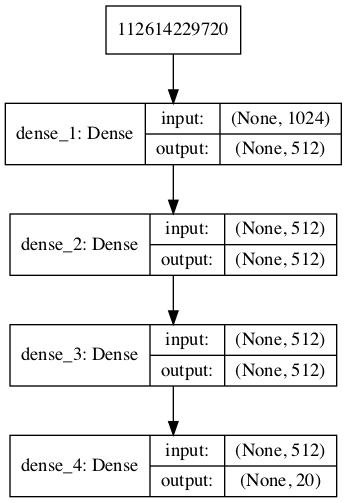 112614229720
dense_1: Dense
input:
(None, 1024)
output:
(None, 512)
dense_2: Dense
input:
(None, 512)
output:
(None, 512)
dense_3: Dense
input:
(None, 512)
output:
(None, 512)
dense_4: Dense
input:
(None, 512)
output:
(None, 20)